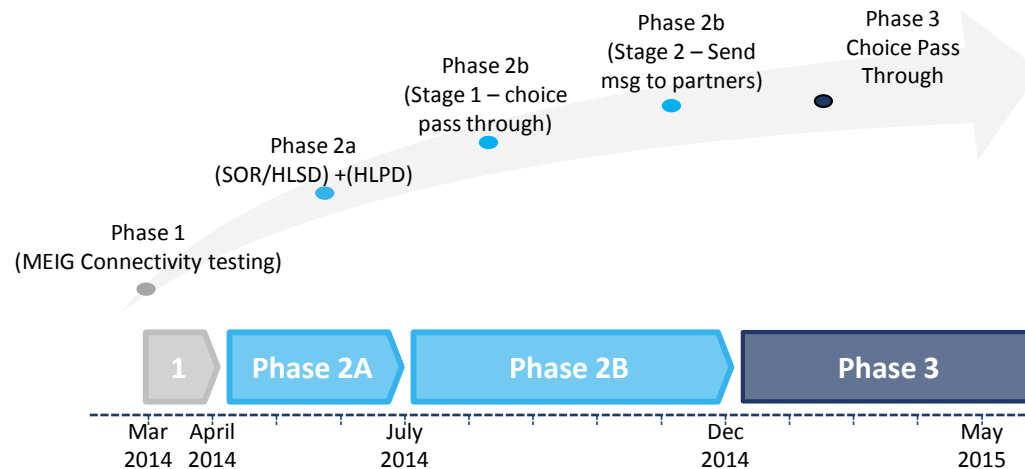 Phase 3
Choice Pass
Through
Phase 2b
(Stage 2 – Send
msg to partners)
Phase 2b
(Stage 1 – choice
pass through)
Phase 2a
(SOR/HLSD) +(HLPD)
Phase 1
(MEIG Connectivity testing)
1
Phase 2A
Phase 2B
Phase 3
Mar
2014
April
2014
July
2014
Dec
2014
May
2015